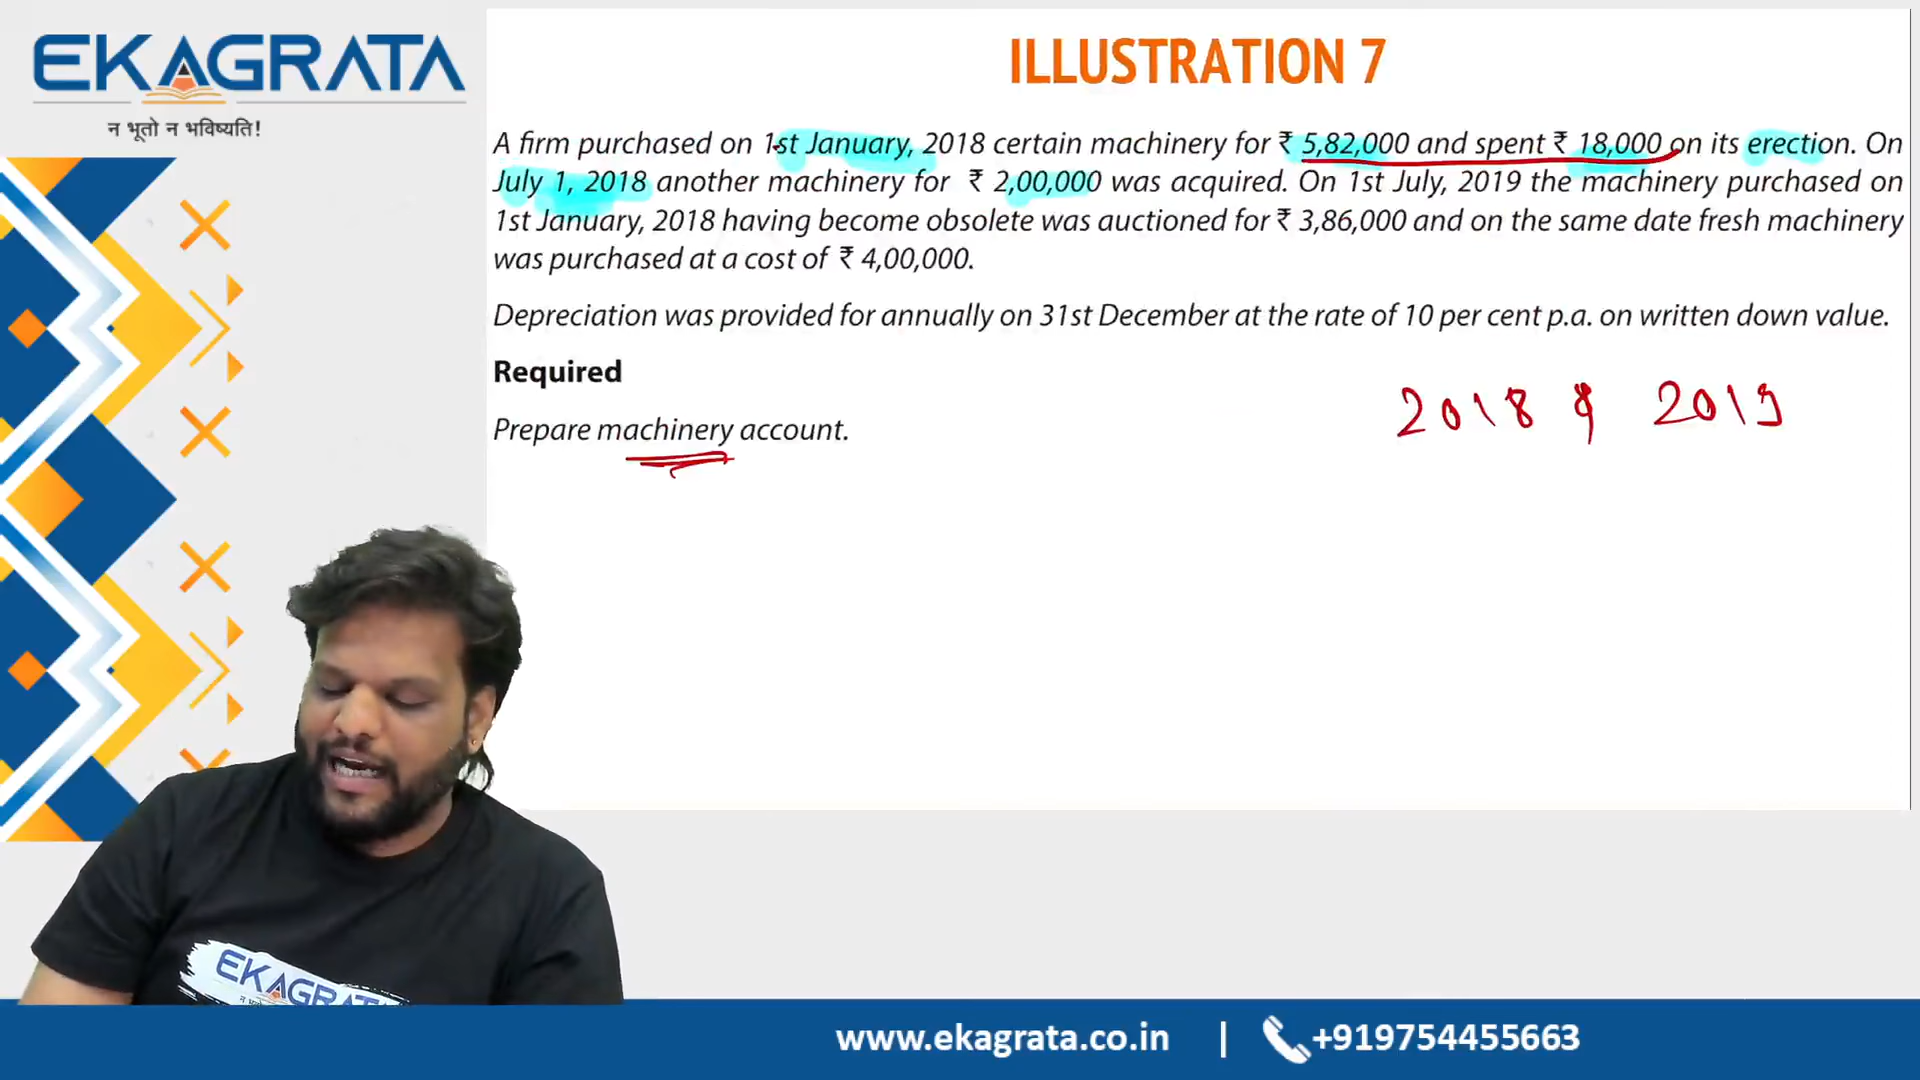 EKAGRATA
न भूतो न भविष्यति!
ILLUSTRATION 7
A firm purchased on 1st January, 2018 certain machinery for ₹ 5,82,000 and spent ₹ 18,000 on its erection. On
July 1, 2018 another machinery for ₹ 2,00,000 was acquired. On 1st July, 2019 the machinery purchased on
1st January, 2018 having become obsolete was auctioned for ₹ 3,86,000 and on the same date fresh machinery
was purchased at a cost of ₹ 4,00,000.
Depreciation was provided for annually on 31st December at the rate of 10 per cent p.a. on written down value.
Required
2018 & 2019
Prepare machinery account.
EKAGRATA
www.ekagrata.co.in | +919754455663